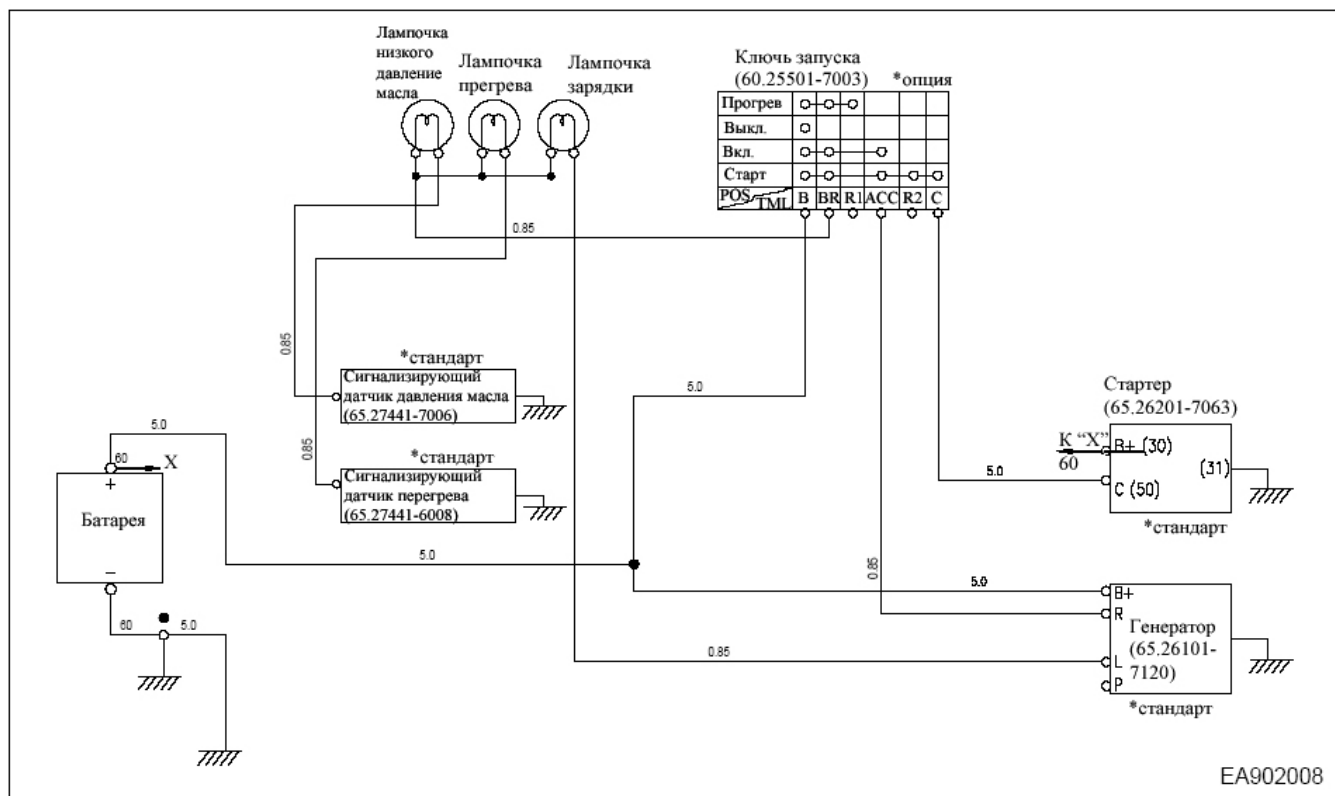 Лампочка
низкого
давление
масла
Лампочка
прегрева
Лампочка
зарядки
Ключь запуска
(60.25501-7003)
*опция
Прогрев
Выкл.
Вкл.
Старт
POS TML B BR R1 ACC R2 C
0.85
0.85
*стандарт
Сигнализирующий
датчик давления масла
(65.27441-7006)
5.0
Стартер
(65.26201-7063)
К “X” B+ (30)
60
(31)
C (50)
5.0
*стандарт
5.0
60 X
+
Батарея
−
0.85
*стандарт
Сигнализирующий
датчик перегрева
(65.27441-6008)
5.0
0.85
5.0
B+
R
Генератор
(65.26101-
7120)
L
P
*стандарт
60 5.0
0.85
EA902008